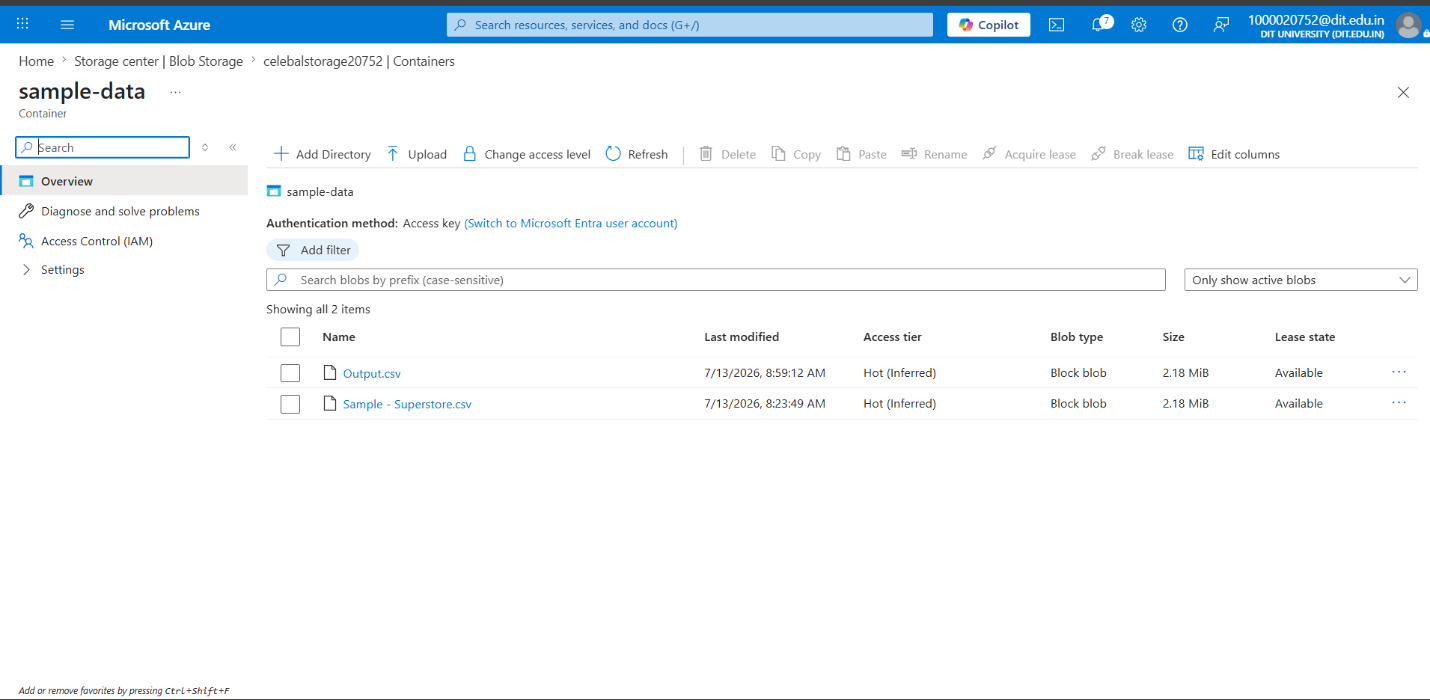 Microsoft Azure
Search resources, services, and docs (G+/)
Copilot
7
1000020752@dit.edu.in
DIT UNIVERSITY (DIT.EDU.IN)
Home > Storage center | Blob Storage > celebalstorage20752 | Containers
sample-data ...
Container
Search
Overview
Diagnose and solve problems
Access Control (IAM)
Settings
Add Directory Upload Change access level Refresh Delete Copy Paste Rename Acquire lease Break lease Edit columns
sample-data
Authentication method: Access key (Switch to Microsoft Entra user account)
Add filter
Search blobs by prefix (case-sensitive) Only show active blobs
Showing all 2 items
Name Last modified Access tier Blob type Size Lease state
Output.csv 7/13/2026, 8:59:12 AM Hot (Inferred) Block blob 2.18 MiB Available ...
Sample - Superstore.csv 7/13/2026, 8:23:49 AM Hot (Inferred) Block blob 2.18 MiB Available ...
Add or remove favorites by pressing Ctrl+Shift+F